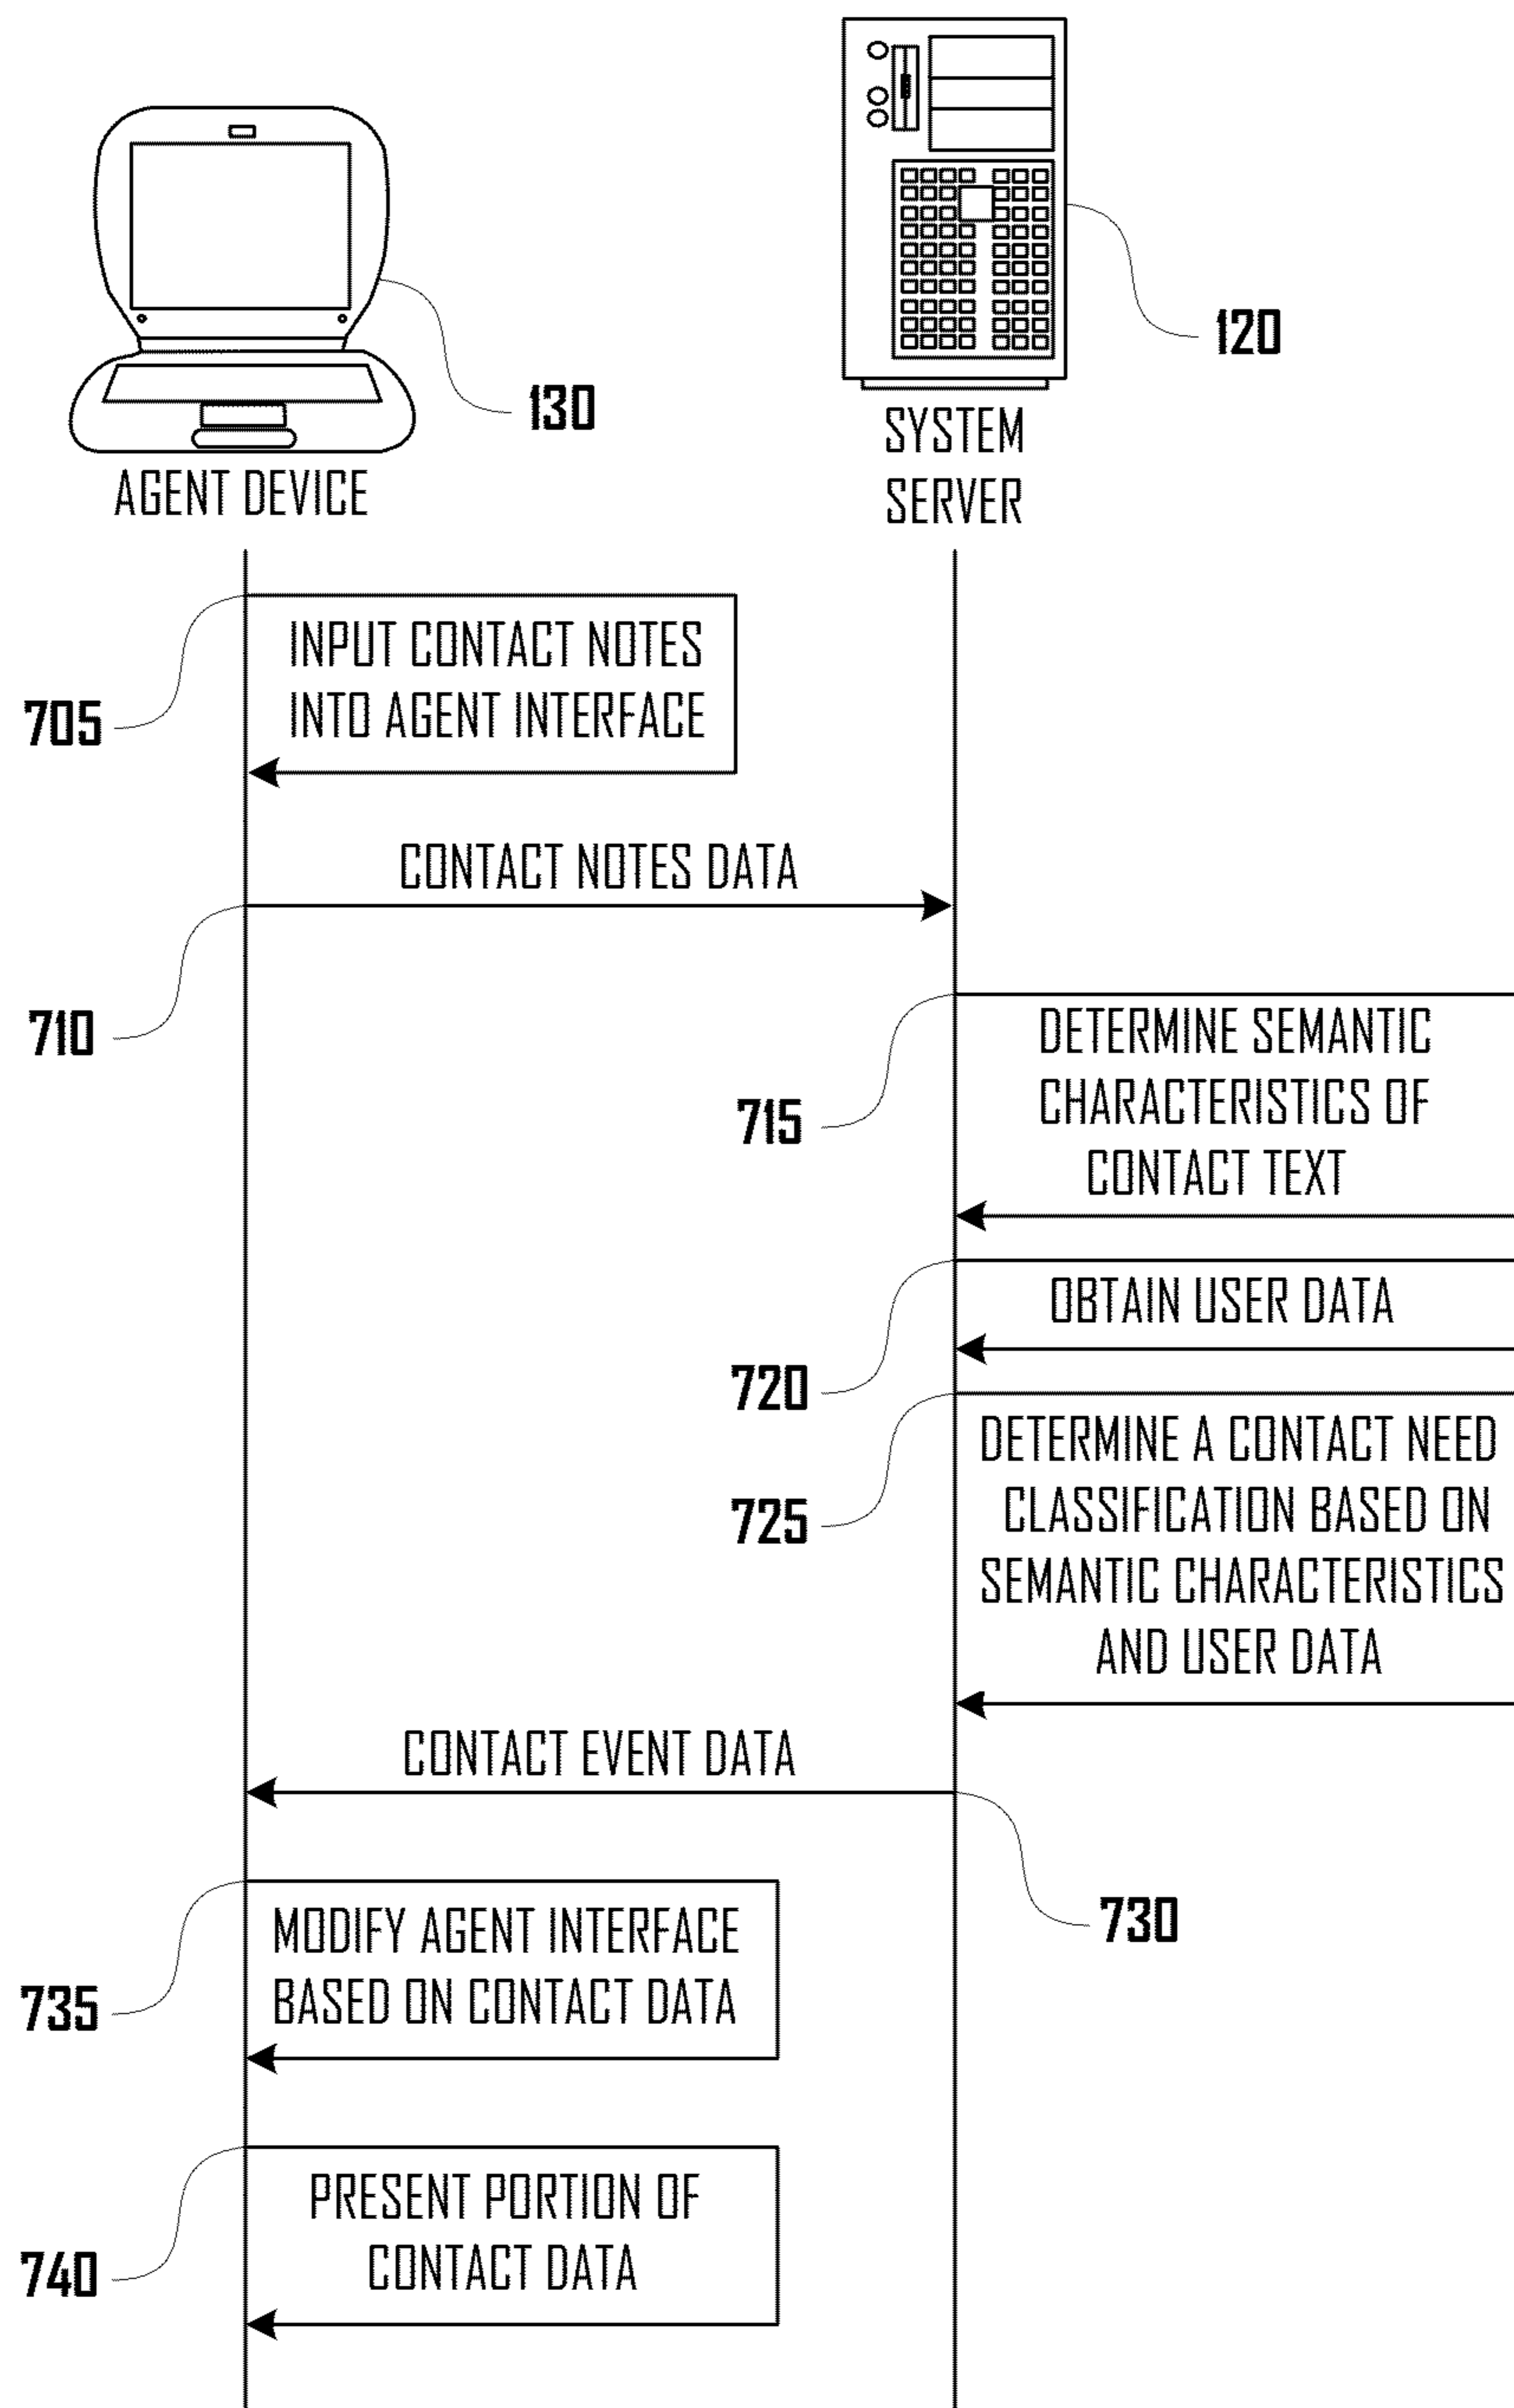 120
130
SYSTEM
SERVER
AGENT DEVICE
INPUT CONTACT NOTES
INTO AGENT INTERFACE
705
CONTACT NOTES DATA
710
DETERMINE SEMANTIC
CHARACTERISTICS OF
CONTACT TEXT
715
OBTAIN USER DATA
720
DETERMINE A CONTACT NEED
CLASSIFICATION BASED ON
SEMANTIC CHARACTERISTICS
AND USER DATA
725
CONTACT EVENT DATA
730
MODIFY AGENT INTERFACE
BASED ON CONTACT DATA
735
PRESENT PORTION OF
CONTACT DATA
740